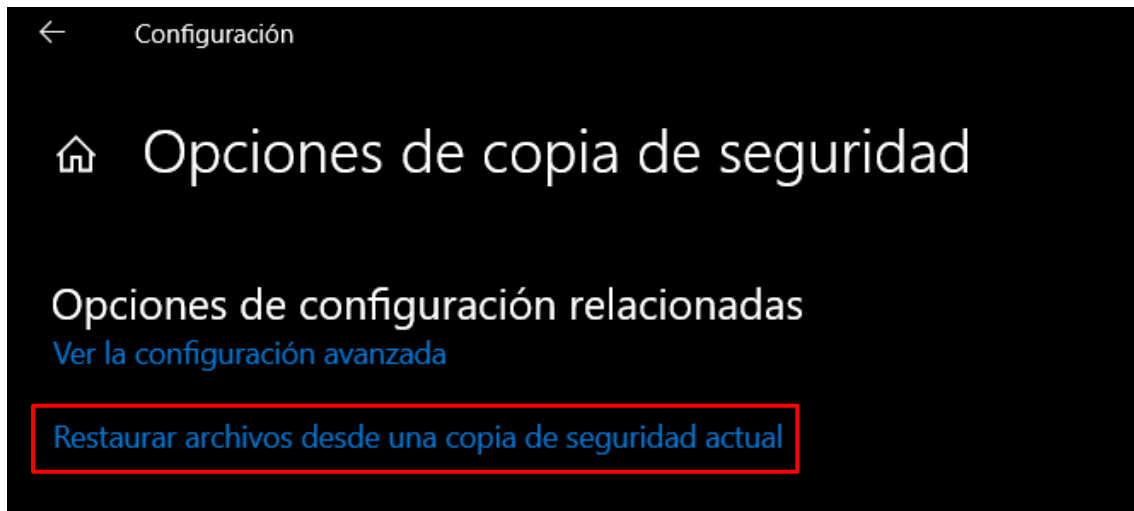 Configuración
Opciones de copia de seguridad
Opciones de configuración relacionadas
Ver la configuración avanzada
Restaurar archivos desde una copia de seguridad actual